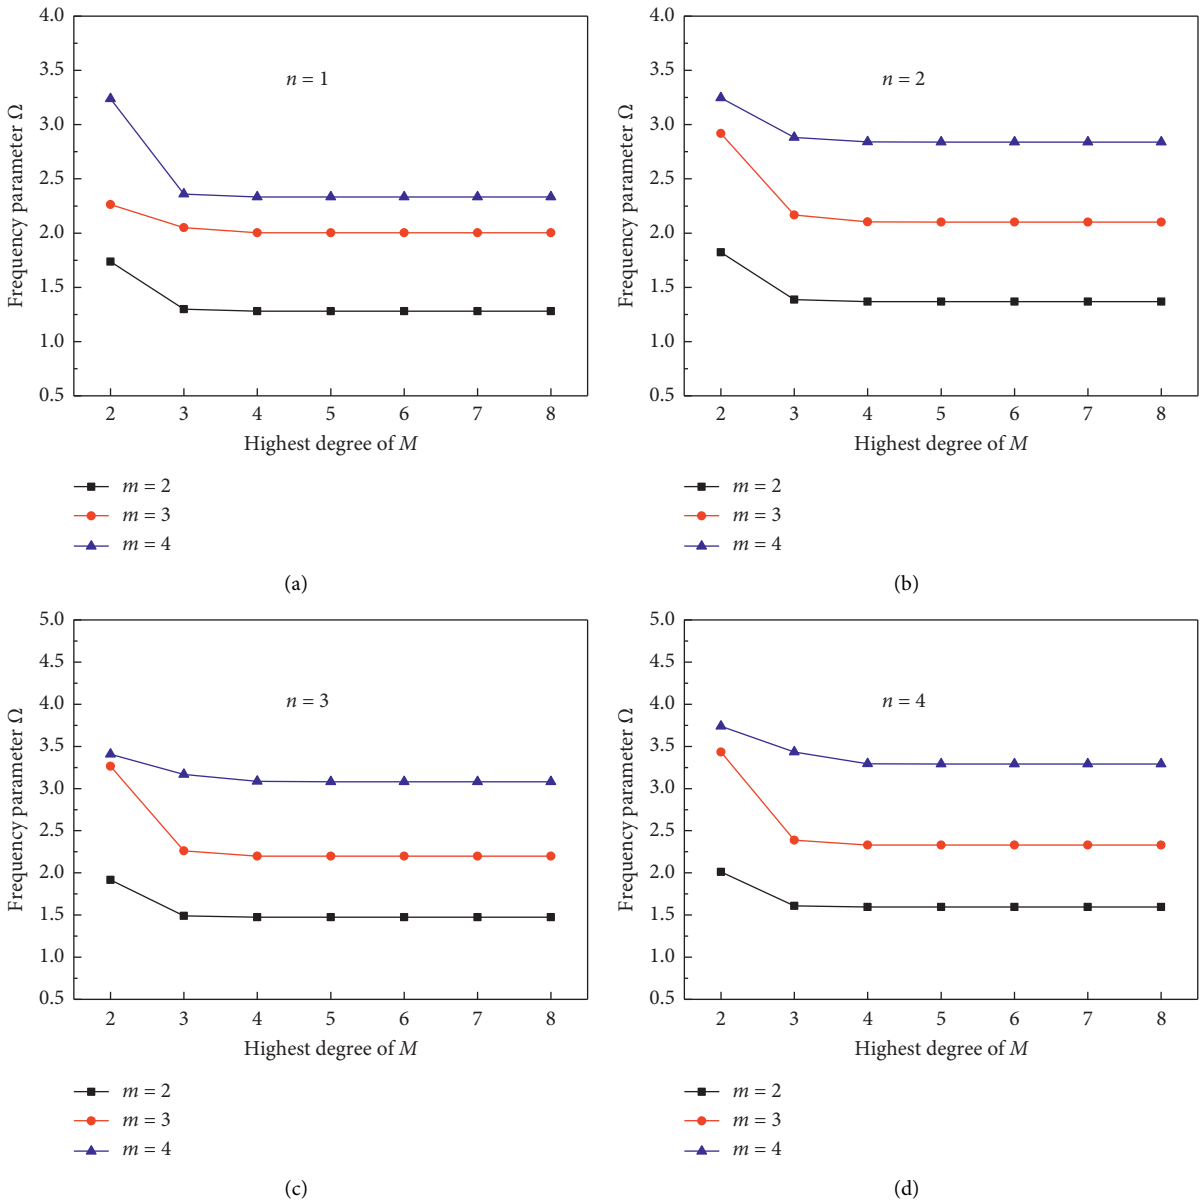 4.0
3.5
3.0
2.5
2.0
1.5
1.0
0.5
Frequency parameter Ω
n = 1
2 3 4 5 6 7 8
Highest degree of M
m = 2
m = 3
m = 4
(a)
4.0
3.5
3.0
2.5
2.0
1.5
1.0
0.5
Frequency parameter Ω
n = 2
2 3 4 5 6 7 8
Highest degree of M
m = 2
m = 3
m = 4
(b)
5.0
4.5
4.0
3.5
3.0
2.5
2.0
1.5
1.0
0.5
Frequency parameter Ω
n = 3
2 3 4 5 6 7 8
Highest degree of M
m = 2
m = 3
m = 4
(c)
5.0
4.5
4.0
3.5
3.0
2.5
2.0
1.5
1.0
0.5
Frequency parameter Ω
n = 4
2 3 4 5 6 7 8
Highest degree of M
m = 2
m = 3
m = 4
(d)